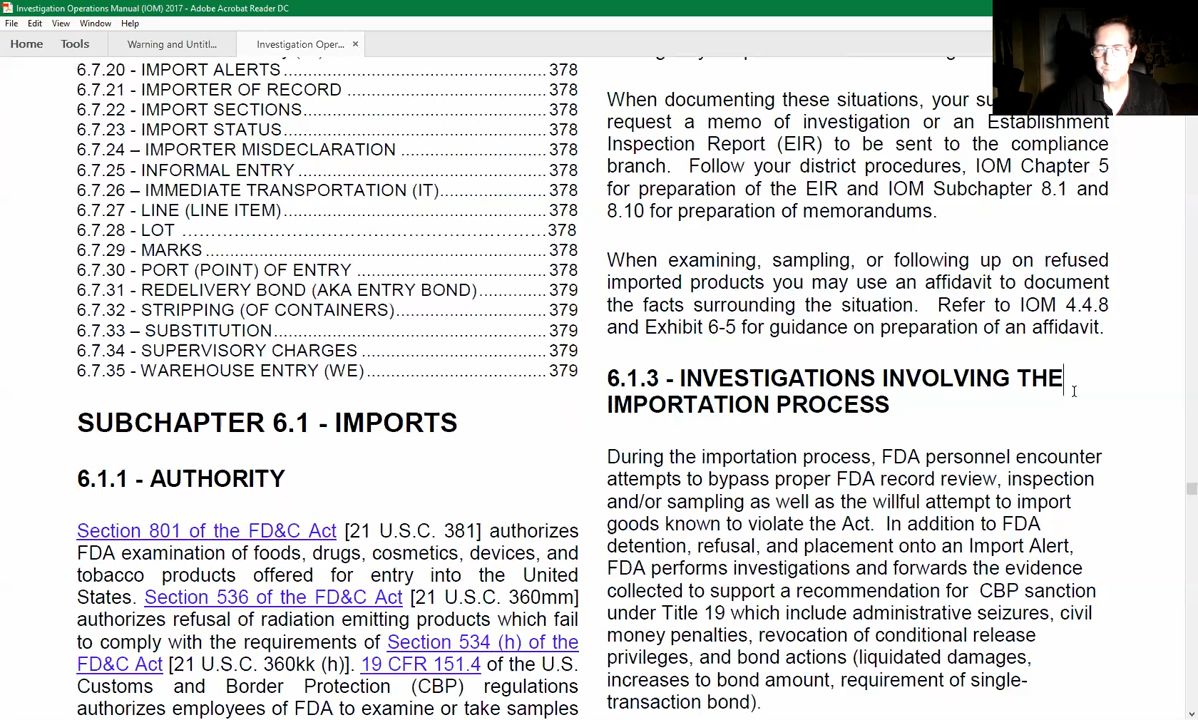 Investigation Operations Manual (IOM) 2017 - Adobe Acrobat Reader DC
File Edit View Window Help
Home Tools Warning and Untitl... Investigation Oper... ×
6.7.20 - IMPORT ALERTS 378
6.7.21 - IMPORTER OF RECORD 378
6.7.22 - IMPORT SECTIONS 378
6.7.23 - IMPORT STATUS 378
6.7.24 – IMPORTER MISDECLARATION 378
6.7.25 - INFORMAL ENTRY 378
6.7.26 – IMMEDIATE TRANSPORTATION (IT) 378
6.7.27 - LINE (LINE ITEM) 378
6.7.28 - LOT 378
6.7.29 - MARKS 378
6.7.30 - PORT (POINT) OF ENTRY 378
6.7.31 - REDELIVERY BOND (AKA ENTRY BOND) 379
6.7.32 - STRIPPING (OF CONTAINERS) 379
6.7.33 – SUBSTITUTION 379
6.7.34 - SUPERVISORY CHARGES 379
6.7.35 - WAREHOUSE ENTRY (WE) 379
SUBCHAPTER 6.1 - IMPORTS
6.1.1 - AUTHORITY
Section 801 of the FD&C Act [21 U.S.C. 381] authorizes
FDA examination of foods, drugs, cosmetics, devices, and
tobacco products offered for entry into the United
States. Section 536 of the FD&C Act [21 U.S.C. 360mm]
authorizes refusal of radiation emitting products which fail
to comply with the requirements of Section 534 (h) of the
FD&C Act [21 U.S.C. 360kk (h)]. 19 CFR 151.4 of the U.S.
Customs and Border Protection (CBP) regulations
authorizes employees of FDA to examine or take samples
When documenting these situations, your
request a memo of investigation or an Establishment
Inspection Report (EIR) to be sent to the compliance
branch. Follow your district procedures, IOM Chapter 5
for preparation of the EIR and IOM Subchapter 8.1 and
8.10 for preparation of memorandums.
When examining, sampling, or following up on refused
imported products you may use an affidavit to document
the facts surrounding the situation. Refer to IOM 4.4.8
and Exhibit 6-5 for guidance on preparation of an affidavit.
6.1.3 - INVESTIGATIONS INVOLVING THE
IMPORTATION PROCESS
During the importation process, FDA personnel encounter
attempts to bypass proper FDA record review, inspection
and/or sampling as well as the willful attempt to import
goods known to violate the Act. In addition to FDA
detention, refusal, and placement onto an Import Alert,
FDA performs investigations and forwards the evidence
collected to support a recommendation for CBP sanction
under Title 19 which include administrative seizures, civil
money penalties, revocation of conditional release
privileges, and bond actions (liquidated damages,
increases to bond amount, requirement of single-
transaction bond).